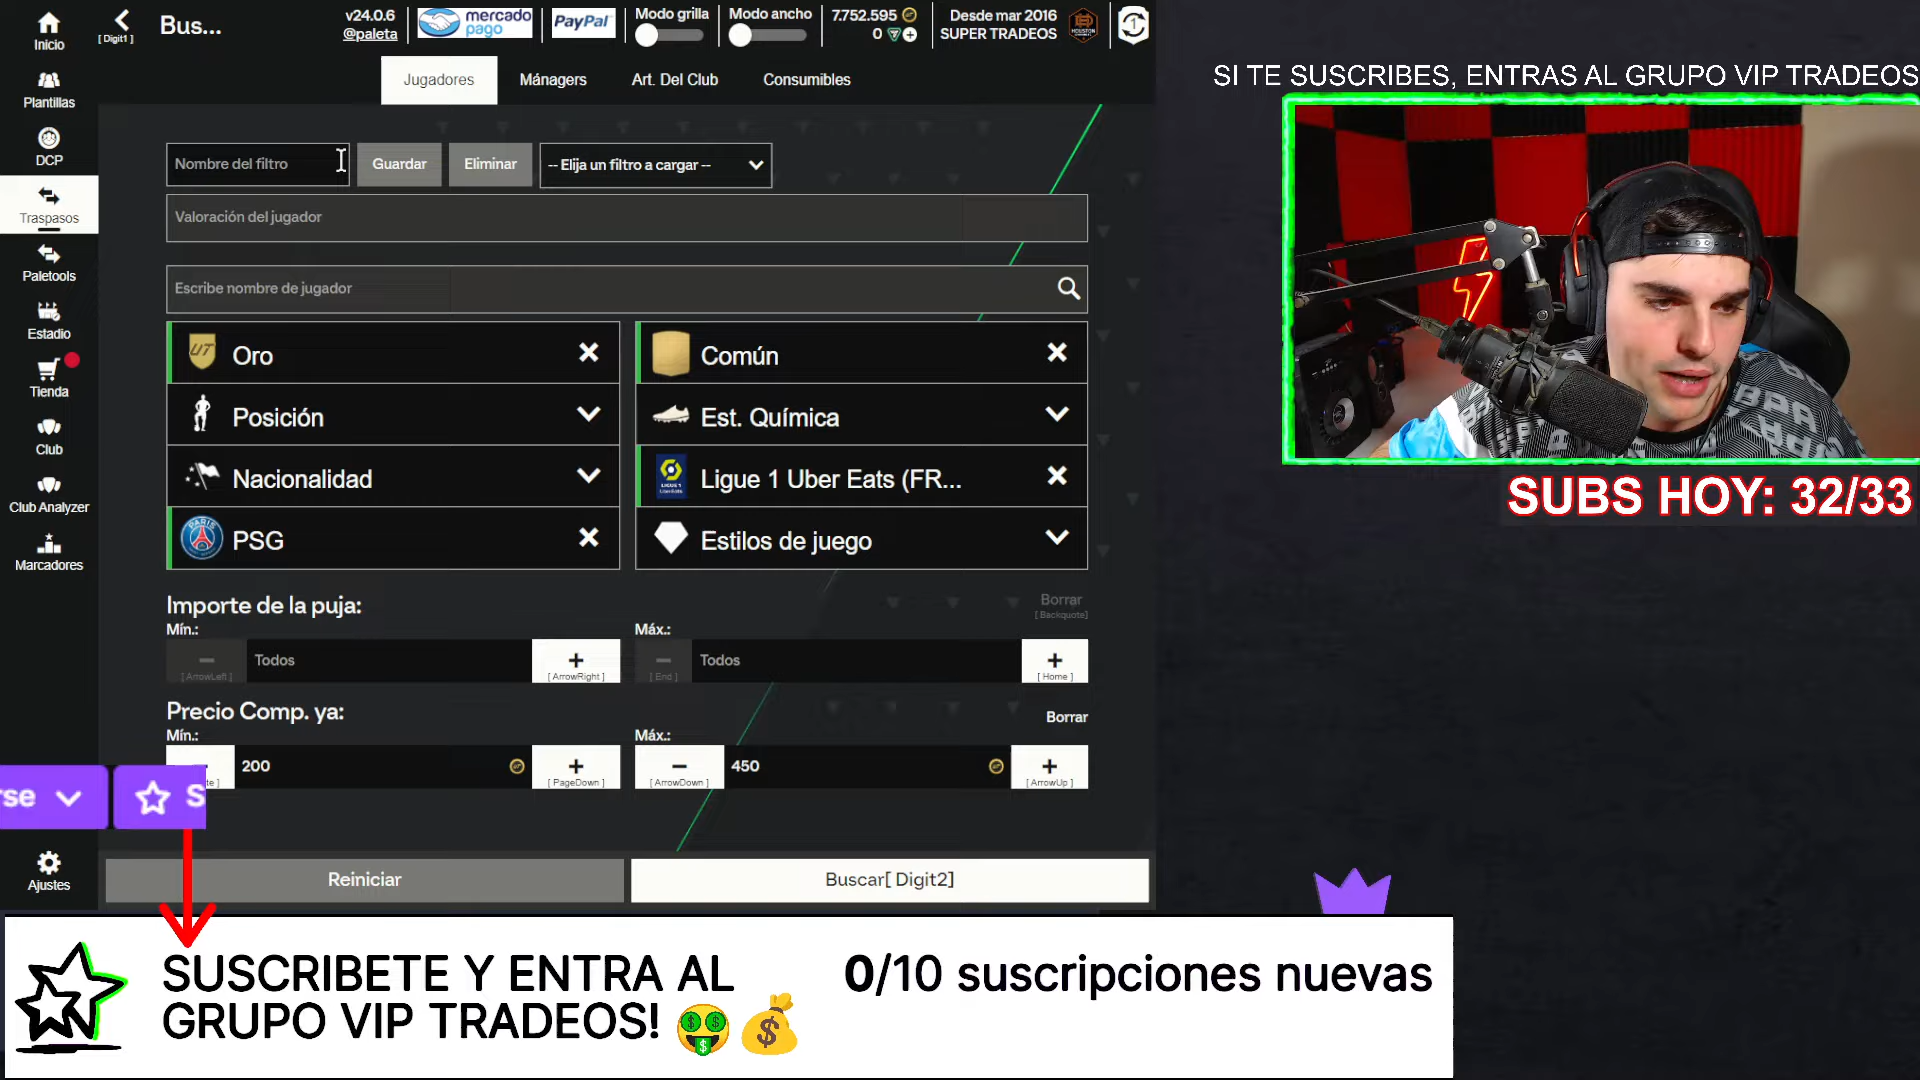 Inicio
[ Digit1 ]
Bus...
v24.0.6
@paleta
mercado
pago
PayPal
Modo grilla
Modo ancho
7.752.595
0
Desde mar 2016
SUPER TRADEOS
1
Plantillas
DCP
Traspasos
Paletools
Estadio
Tienda
Club
Club Analyzer
Marcadores
Ajustes
Jugadores
Mánagers
Art. Del Club
Consumibles
Nombre del filtro
Guardar
Eliminar
-- Elija un filtro a cargar --
Valoración del jugador
Escribe nombre de jugador
UT
Oro
Común
Posición
Est. Química
Nacionalidad
Ligue 1 Uber Eats (FR...
PARIS
PSG
Estilos de juego
Importe de la puja:
Borrar
[ Backquote]
Mín.:
Máx.:
Todos
[ ArrowLeft ]
[ ArrowRight ]
Todos
[ End ]
[ Home ]
Precio Comp. ya:
Borrar
Mín.:
Máx.:
200
[ PageDown ]
450
[ ArrowDown ]
[ ArrowUp ]
rse
S
Reiniciar
Buscar[ Digit2]
SI TE SUSCRIBES, ENTRAS AL GRUPO VIP TRADEOS
SUBS HOY: 32/33
SUSCRIBETE Y ENTRA AL
GRUPO VIP TRADEOS!
0/10 suscripciones nuevas